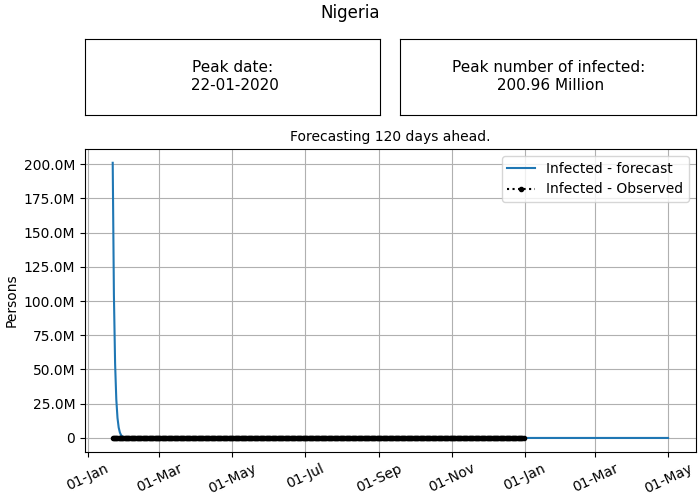 Nigeria
Peak date:
22-01-2020
Peak number of infected:
200.96 Million
Forecasting 120 days ahead.
200.0M
175.0M
150.0M
125.0M
100.0M
75.0M
50.0M
25.0M
0
Persons
Infected - forecast
Infected - Observed
01-Jan
01-Mar
01-May
01-Jul
01-Sep
01-Nov
01-Jan
01-Mar
01-May